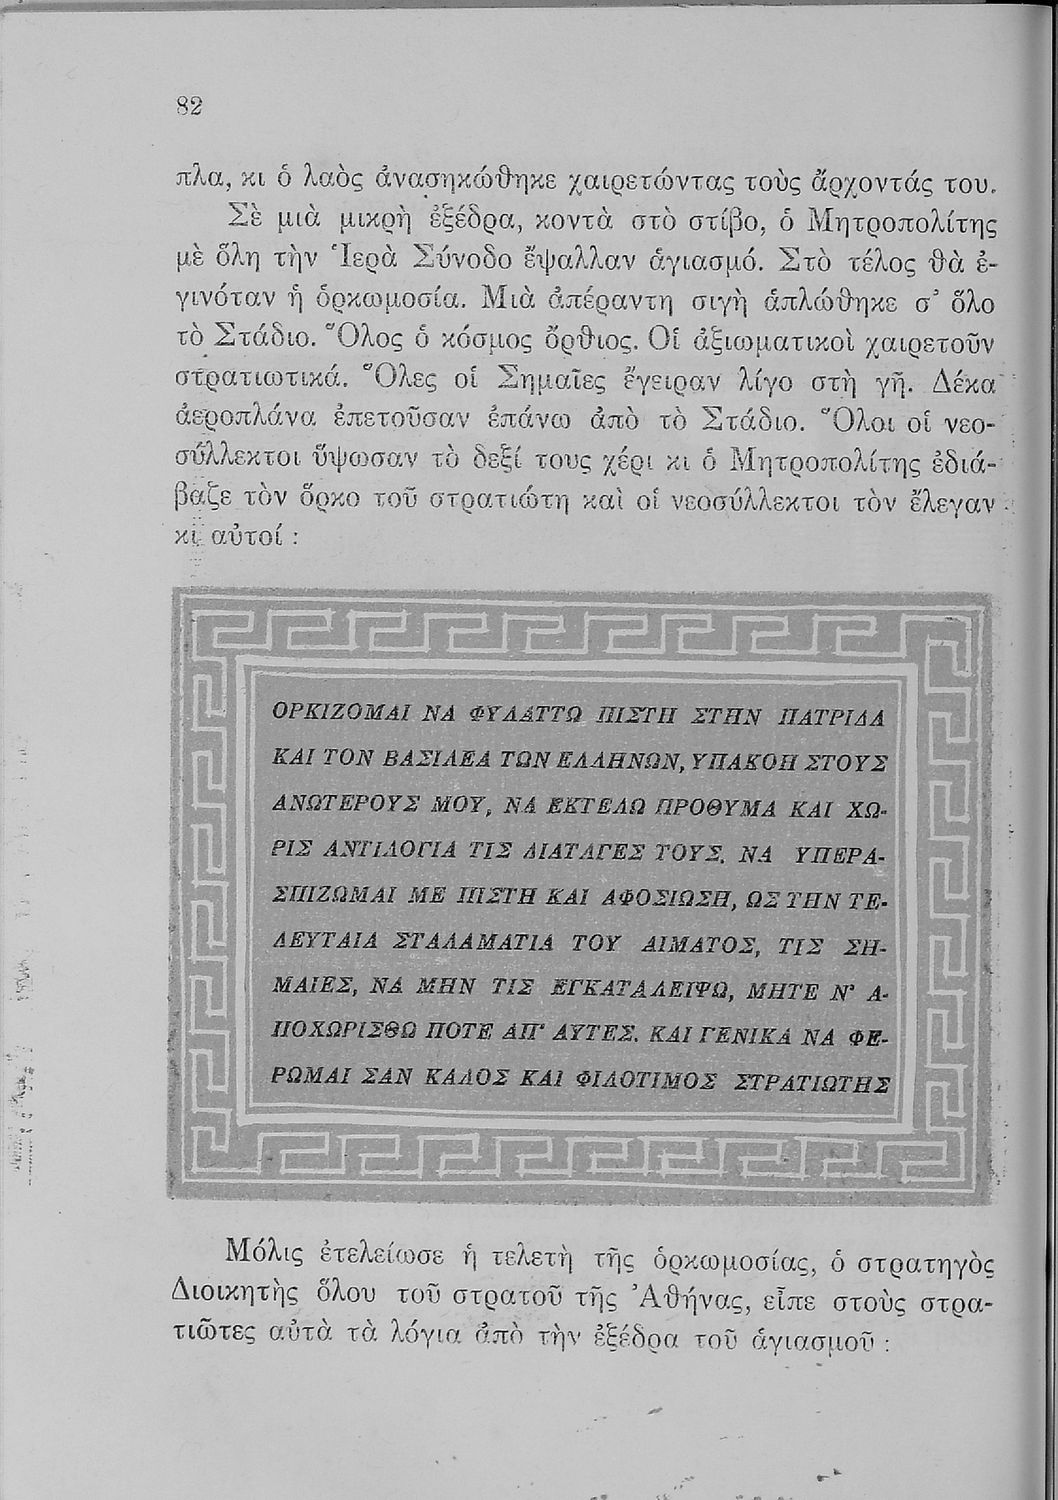 82
πλα, κι ὁ λαὸς ἀνασηκώθηκε χαιρετώντας τοὺς ἄρχοντάς του.
Σὲ μιὰ μικρὴ ἐξέδρα, κοντὰ στὸ στίβο, ὁ Μητροπολίτης
μὲ ὅλη τὴν Ἱερὰ Σύνοδο ἔψαλλαν ἁγιασμό. Στὸ τέλος θὰ ἐ-
γινόταν ἡ ὁρκωμοσία. Μιὰ ἀπέραντη σιγὴ ἁπλώθηκε σ' ὅλο
τὸ Στάδιο. Ὅλος ὁ κόσμος ὄρθιος. Οἱ ἀξιωματικοὶ χαιρετοῦν
στρατιωτικά. Ὅλες οἱ Σημαῖες ἔγειραν λίγο στὴ γῆ. Δέκα
ἀεροπλάνα ἐπετοῦσαν ἐπάνω ἀπὸ τὸ Στάδιο. Ὅλοι οἱ νεο-
σύλλεκτοι ὕψωσαν τὸ δεξί τους χέρι κι ὁ Μητροπολίτης ἐδιά-
βαζε τὸν ὅρκο τοῦ στρατιώτη καὶ οἱ νεοσύλλεκτοι τὸν ἔλεγαν
κι αὐτοί :
ΟΡΚΙΖΟΜΑΙ ΝΑ ΦΥΛΑΤΤΩ ΠΙΣΤΗ ΣΤΗΝ ΠΑΤΡΙΔΑ
ΚΑΙ ΤΟΝ ΒΑΣΙΛΕΑ ΤΩΝ ΕΛΛΗΝΩΝ, ΥΠΑΚΟΗ ΣΤΟΥΣ
ΑΝΩΤΕΡΟΥΣ ΜΟΥ, ΝΑ ΕΚΤΕΛΩ ΠΡΟΘΥΜΑ ΚΑΙ ΧΩ-
ΡΙΣ ΑΝΤΙΛΟΓΙΑ ΤΙΣ ΔΙΑΤΑΓΕΣ ΤΟΥΣ. ΝΑ ΥΠΕΡΑ-
ΣΠΙΖΩΜΑΙ ΜΕ ΠΙΣΤΗ ΚΑΙ ΑΦΟΣΙΩΣΗ, ΩΣ ΤΗΝ ΤΕ-
ΛΕΥΤΑΙΑ ΣΤΑΛΑΜΑΤΙΑ ΤΟΥ ΑΙΜΑΤΟΣ, ΤΙΣ ΣΗ-
ΜΑΙΕΣ, ΝΑ ΜΗΝ ΤΙΣ ΕΓΚΑΤΑΛΕΙΨΩ, ΜΗΤΕ Ν' Α-
ΠΟΧΩΡΙΣΘΩ ΠΟΤΕ ΑΠ' ΑΥΤΕΣ. ΚΑΙ ΓΕΝΙΚΑ ΝΑ ΦΕ-
ΡΩΜΑΙ ΣΑΝ ΚΑΛΟΣ ΚΑΙ ΦΙΛΟΤΙΜΟΣ ΣΤΡΑΤΙΩΤΗΣ
Μόλις ἐτελείωσε ἡ τελετὴ τῆς ὁρκωμοσίας, ὁ στρατηγὸς
Διοικητὴς ὅλου τοῦ στρατοῦ τῆς Ἀθήνας, εἶπε στοὺς στρα-
τιῶτες αὐτὰ τὰ λόγια ἀπὸ τὴν ἐξέδρα τοῦ ἁγιασμοῦ :